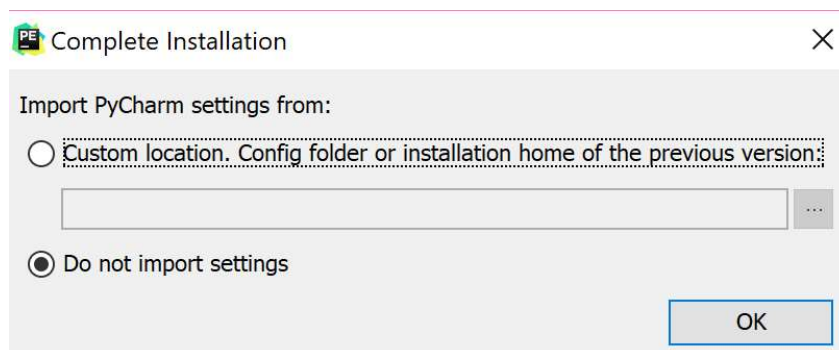 PE Complete Installation
Import PyCharm settings from:
Custom location. Config folder or installation home of the previous version:
...
Do not import settings
OK